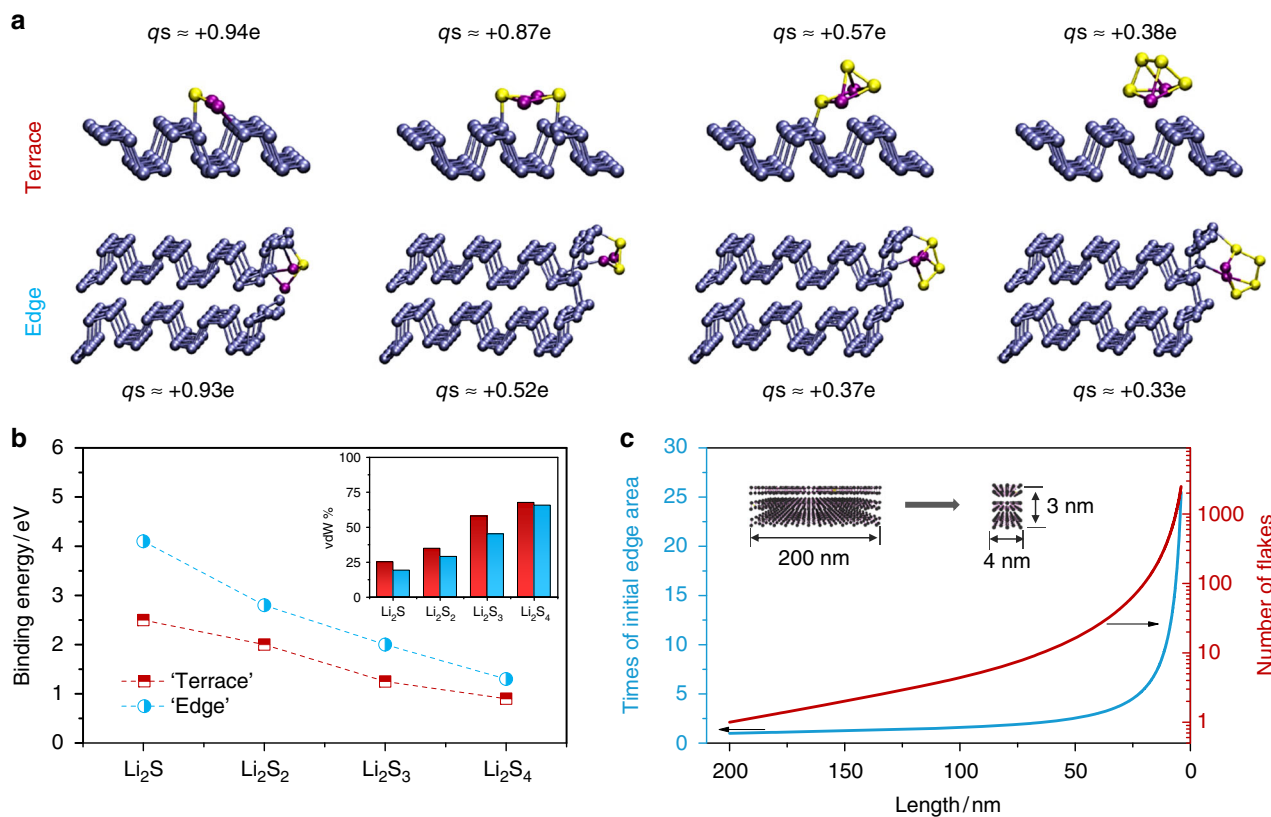 a
qs ≈ +0.94e
qs ≈ +0.87e
qs ≈ +0.57e
qs ≈ +0.38e
Terrace
Edge
qs ≈ +0.93e
qs ≈ +0.52e
qs ≈ +0.37e
qs ≈ +0.33e
b
Binding energy/eV
6
5
4
3
2
1
0
Li₂S
Li₂S₂
Li₂S₃
Li₂S₄
'Terrace'
'Edge'
vdW %
100
75
50
25
0
Li₂S
Li₂S₂
Li₂S₃
Li₂S₄
c
Times of initial edge area
30
25
20
15
10
5
0
200 nm
3 nm
4 nm
Number of flakes
1000
100
10
1
200
150
100
50
0
Length/nm